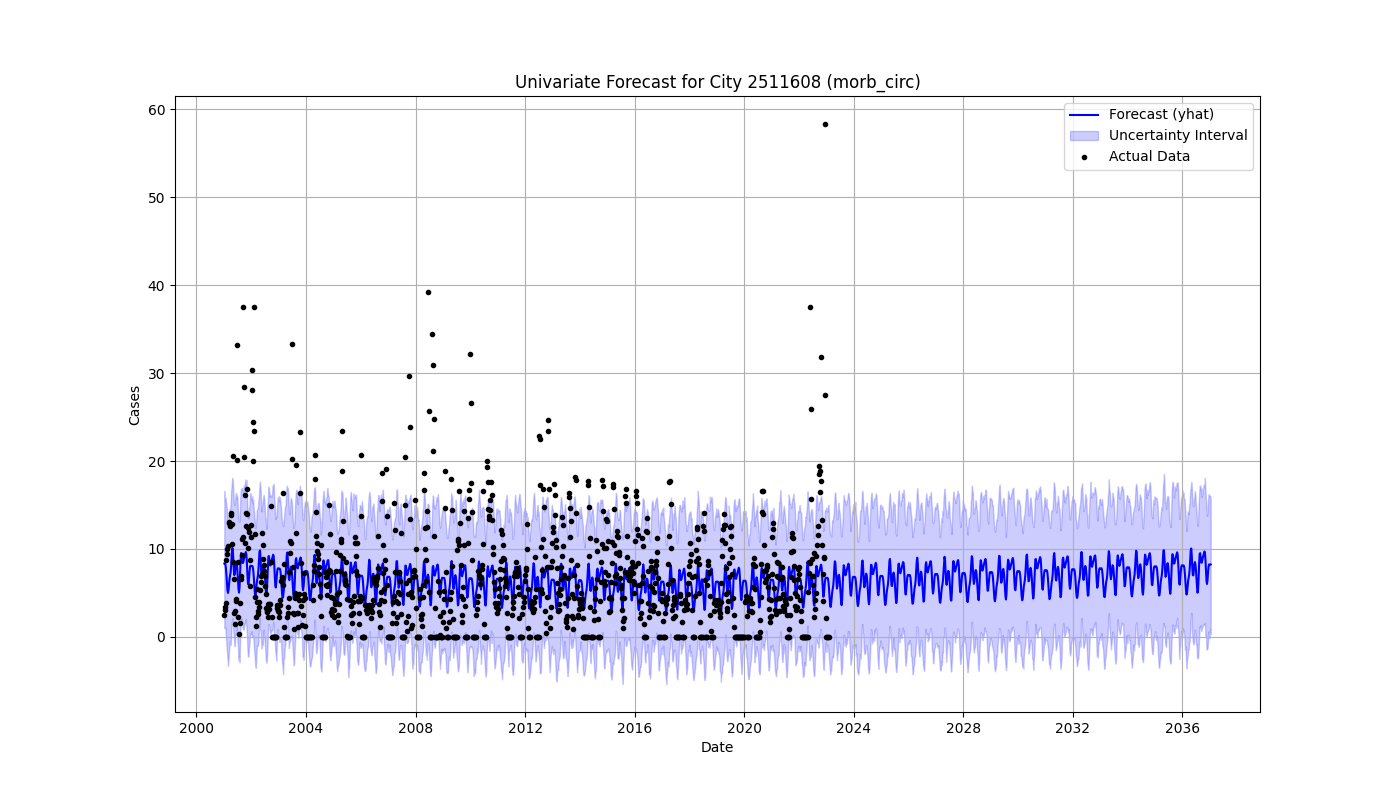 Univariate Forecast for City 2511608 (morb_circ)
Forecast (yhat)
Uncertainty Interval
Actual Data
Cases
60
50
40
30
20
10
0
2000 2004 2008 2012 2016 2020 2024 2028 2032 2036
Date